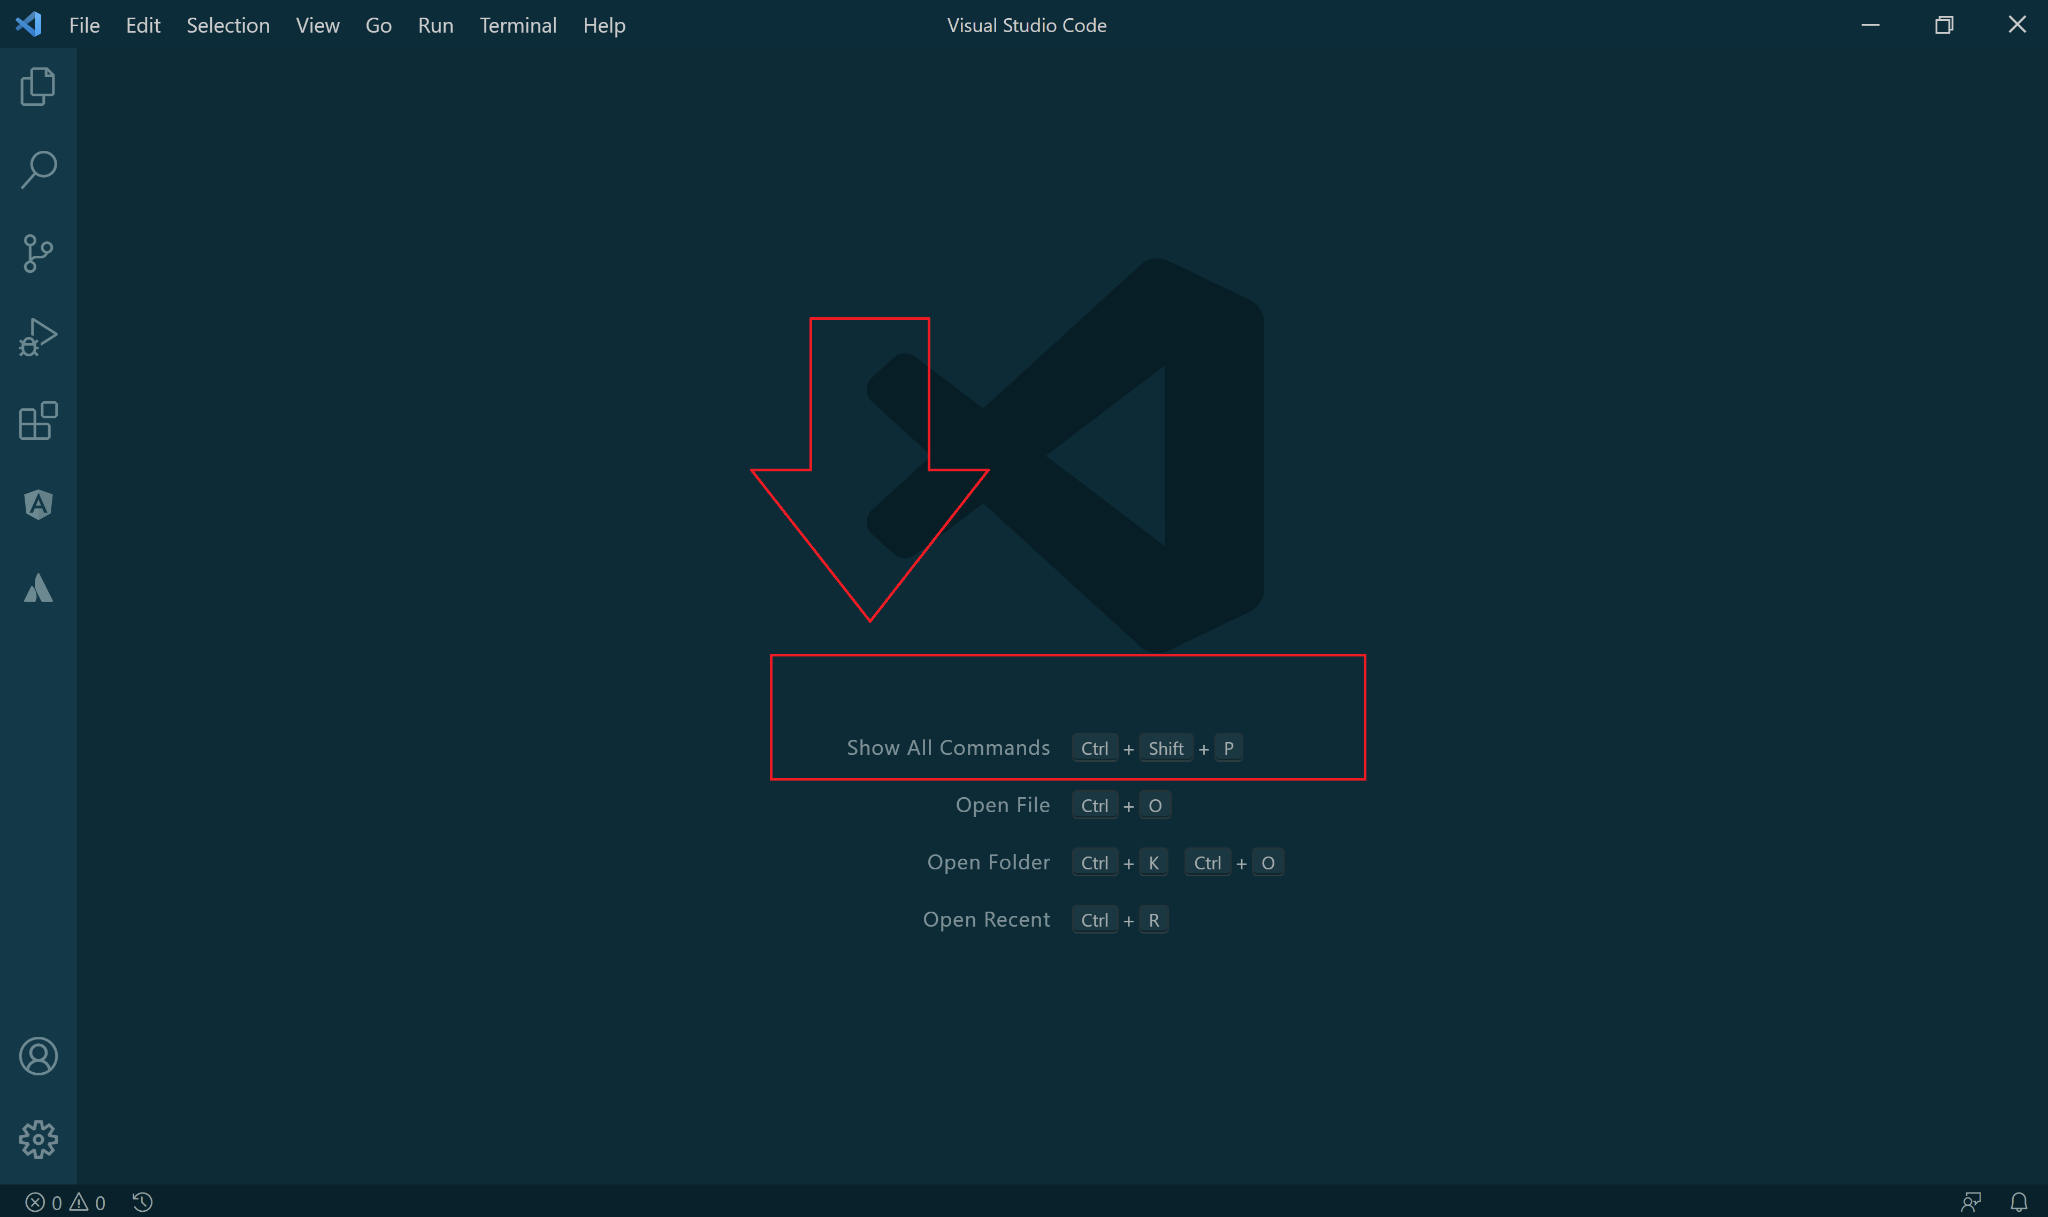 File Edit Selection View Go Run Terminal Help Visual Studio Code
Show All Commands Ctrl + Shift + P
Open File Ctrl + O
Open Folder Ctrl + K Ctrl + O
Open Recent Ctrl + R
0 0